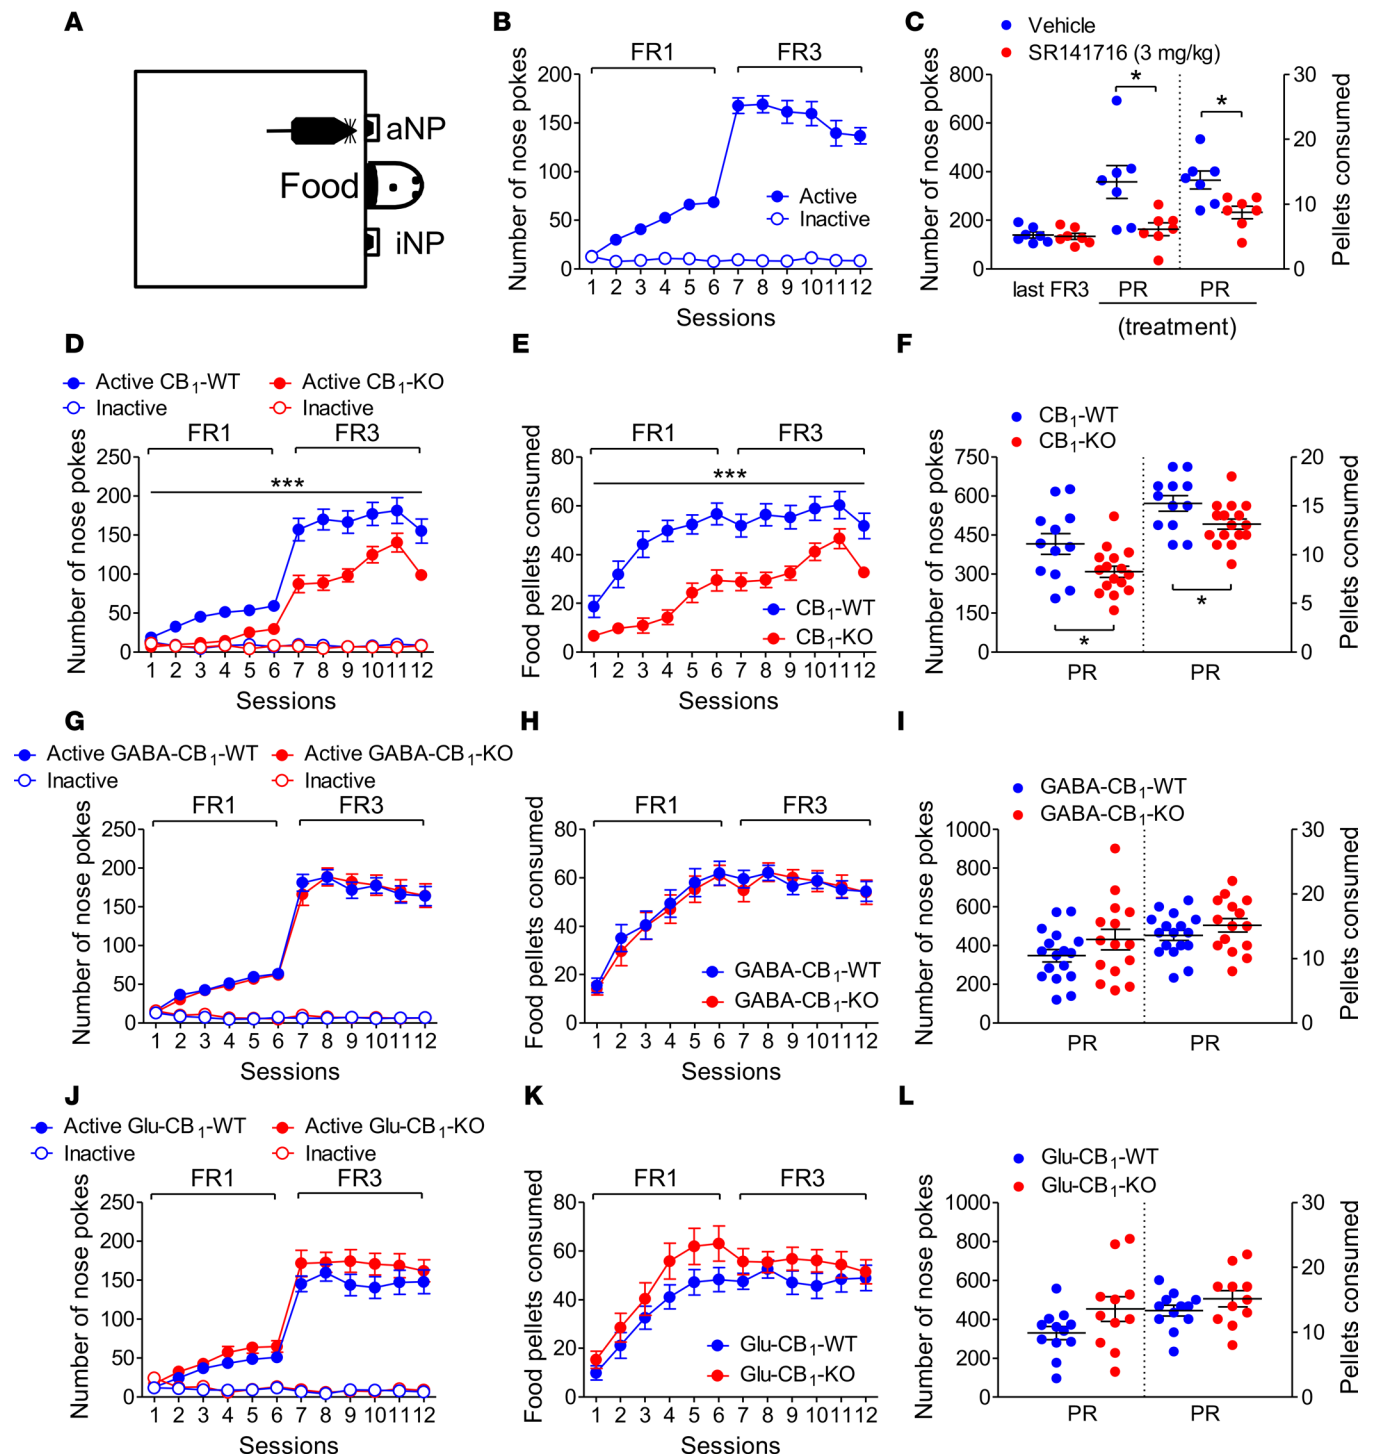 A
aNP
Food
iNP
B
FR1
FR3
Number of nose pokes
200
150
100
50
0
Active
Inactive
1 2 3 4 5 6 7 8 9 10 11 12
Sessions
C
Vehicle
SR141716 (3 mg/kg)
Number of nose pokes
800
600
400
200
0
*
*
30
20
10
0
Pellets consumed
last FR3
PR
PR
(treatment)
D
Active CB1-WT
Active CB1-KO
Inactive
Inactive
FR1
FR3
Number of nose pokes
250
200
150
100
50
0
***
1 2 3 4 5 6 7 8 9 10 11 12
Sessions
E
FR1
FR3
Food pellets consumed
80
60
40
20
0
***
CB1-WT
CB1-KO
1 2 3 4 5 6 7 8 9 10 11 12
Sessions
F
CB1-WT
CB1-KO
Number of nose pokes
750
600
450
300
150
0
*
*
20
15
10
5
0
Pellets consumed
PR
PR
G
Active GABA-CB1-WT
Active GABA-CB1-KO
Inactive
Inactive
FR1
FR3
Number of nose pokes
250
200
150
100
50
0
1 2 3 4 5 6 7 8 9 10 11 12
Sessions
H
FR1
FR3
Food pellets consumed
80
60
40
20
0
GABA-CB1-WT
GABA-CB1-KO
1 2 3 4 5 6 7 8 9 10 11 12
Sessions
I
GABA-CB1-WT
GABA-CB1-KO
Number of nose pokes
1000
800
600
400
200
0
30
20
10
0
Pellets consumed
PR
PR
J
Active Glu-CB1-WT
Active Glu-CB1-KO
Inactive
Inactive
FR1
FR3
Number of nose pokes
250
200
150
100
50
0
1 2 3 4 5 6 7 8 9 10 11 12
Sessions
K
FR1
FR3
Food pellets consumed
80
60
40
20
0
Glu-CB1-WT
Glu-CB1-KO
1 2 3 4 5 6 7 8 9 10 11 12
Sessions
L
Glu-CB1-WT
Glu-CB1-KO
Number of nose pokes
1000
800
600
400
200
0
30
20
10
0
Pellets consumed
PR
PR